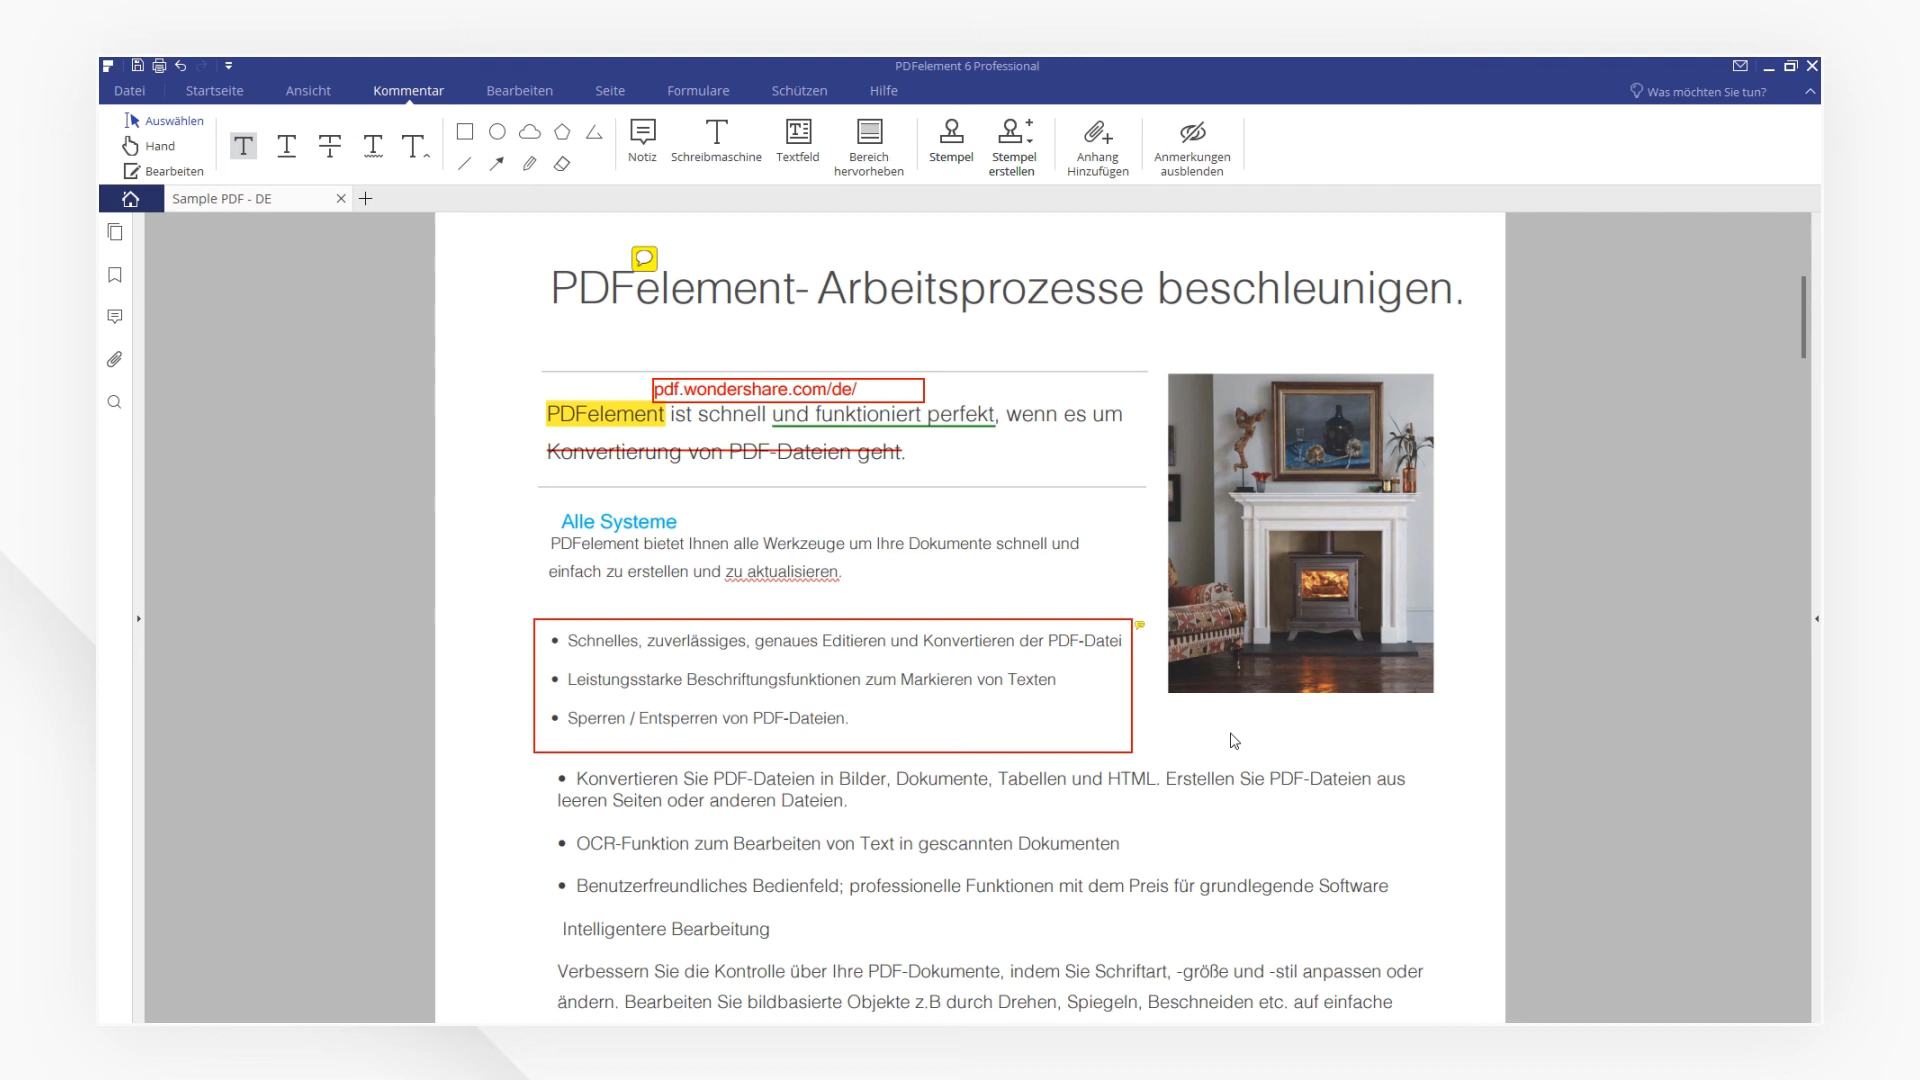 PDFelement 6 Professional
Datei Startseite Ansicht Kommentar Bearbeiten Seite Formulare Schützen Hilfe Was möchten Sie tun?
Auswählen
Hand
Bearbeiten
Notiz Schreibmaschine Textfeld Bereich hervorheben Stempel Stempel erstellen Anhang Hinzufügen Anmerkungen ausblenden
Sample PDF - DE
PDFelement- Arbeitsprozesse beschleunigen.
pdf.wondershare.com/de/
PDFelement ist schnell und funktioniert perfekt, wenn es um
Konvertierung von PDF-Dateien geht.
Alle Systeme
PDFelement bietet Ihnen alle Werkzeuge um Ihre Dokumente schnell und
einfach zu erstellen und zu aktualisieren.
• Schnelles, zuverlässiges, genaues Editieren und Konvertieren der PDF-Datei
• Leistungsstarke Beschriftungsfunktionen zum Markieren von Texten
• Sperren / Entsperren von PDF-Dateien.
• Konvertieren Sie PDF-Dateien in Bilder, Dokumente, Tabellen und HTML. Erstellen Sie PDF-Dateien aus
leeren Seiten oder anderen Dateien.
• OCR-Funktion zum Bearbeiten von Text in gescannten Dokumenten
• Benutzerfreundliches Bedienfeld; professionelle Funktionen mit dem Preis für grundlegende Software
Intelligentere Bearbeitung
Verbessern Sie die Kontrolle über Ihre PDF-Dokumente, indem Sie Schriftart, -größe und -stil anpassen oder
ändern. Bearbeiten Sie bildbasierte Objekte z.B durch Drehen, Spiegeln, Beschneiden etc. auf einfache